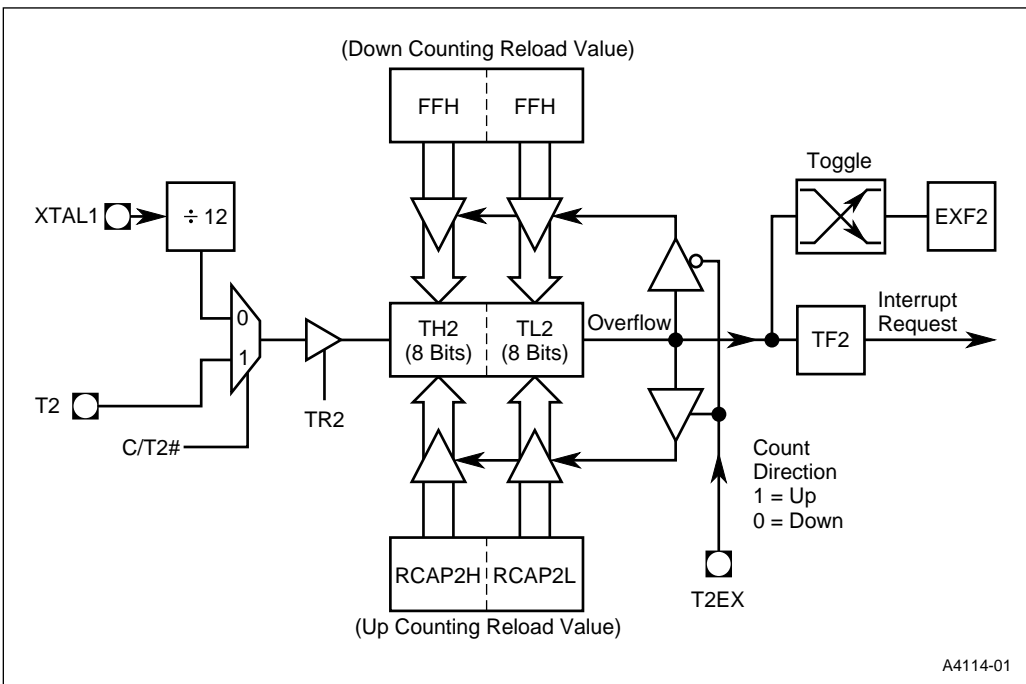 (Down Counting Reload Value)
FFH FFH
Toggle
XTAL1
÷ 12
EXF2
0
TH2
(8 Bits)
TL2
(8 Bits)
Overflow
Interrupt
Request
TF2
1
T2
TR2
C/T2#
Count
Direction
1 = Up
0 = Down
RCAP2H RCAP2L
T2EX
(Up Counting Reload Value)
A4114-01